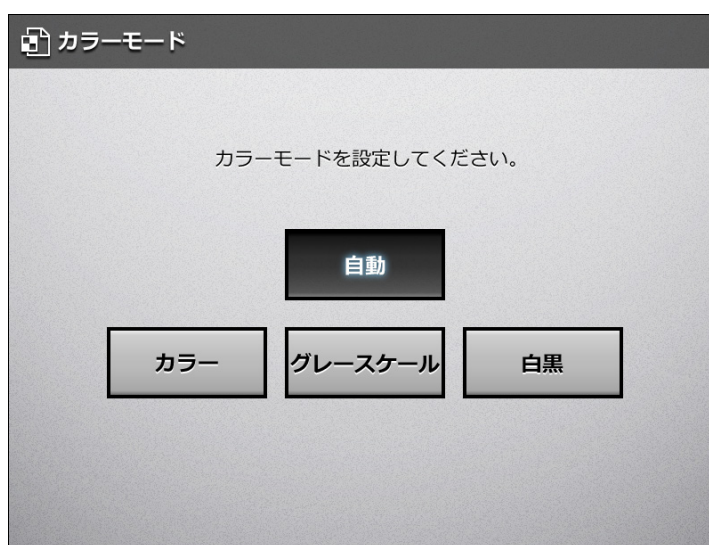 カラーモード
カラーモードを設定してください。
自動
カラー
グレースケール
白黒